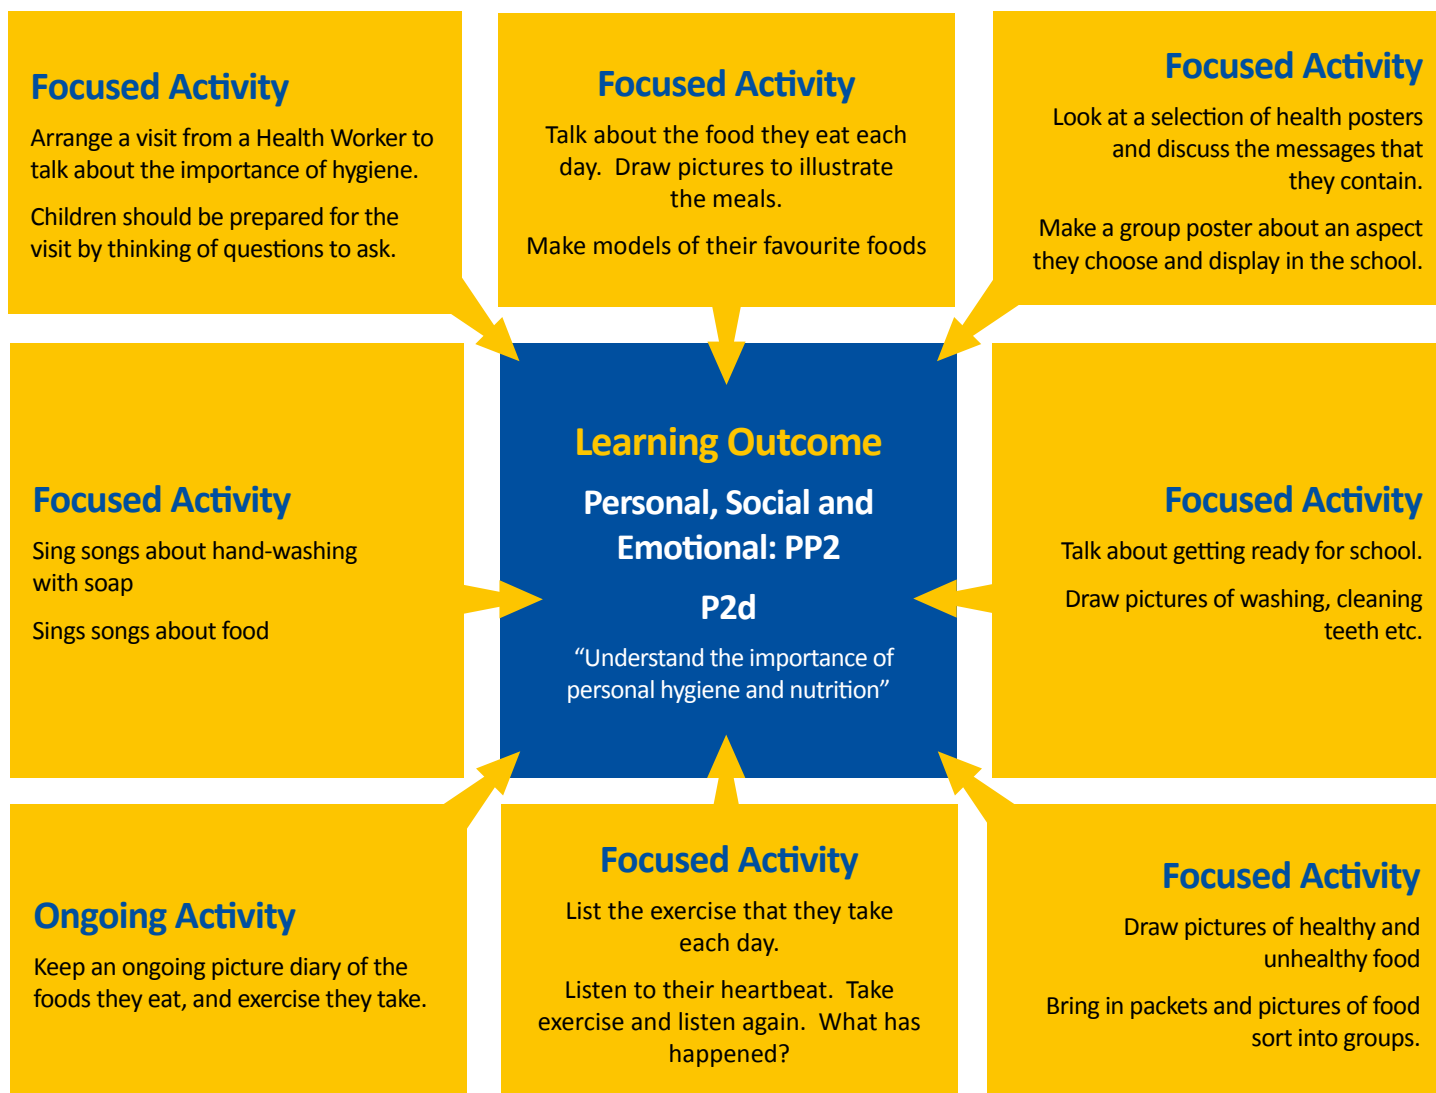 Focused Activity
Arrange a visit from a Health Worker to
talk about the importance of hygiene.
Children should be prepared for the
visit by thinking of questions to ask.
Focused Activity
Talk about the food they eat each
day.  Draw pictures to illustrate
the meals.
Make models of their favourite foods
Focused Activity
Look at a selection of health posters
and discuss the messages that
they contain.
Make a group poster about an aspect
they choose and display in the school.
Focused Activity
Sing songs about hand-washing
with soap
Sings songs about food
Learning Outcome
Personal, Social and
Emotional: PP2
P2d
“Understand the importance of
personal hygiene and nutrition”
Focused Activity
Talk about getting ready for school.
Draw pictures of washing, cleaning
teeth etc.
Ongoing Activity
Keep an ongoing picture diary of the
foods they eat, and exercise they take.
Focused Activity
List the exercise that they take
each day.
Listen to their heartbeat.  Take
exercise and listen again.  What has
happened?
Focused Activity
Draw pictures of healthy and
unhealthy food
Bring in packets and pictures of food
sort into groups.